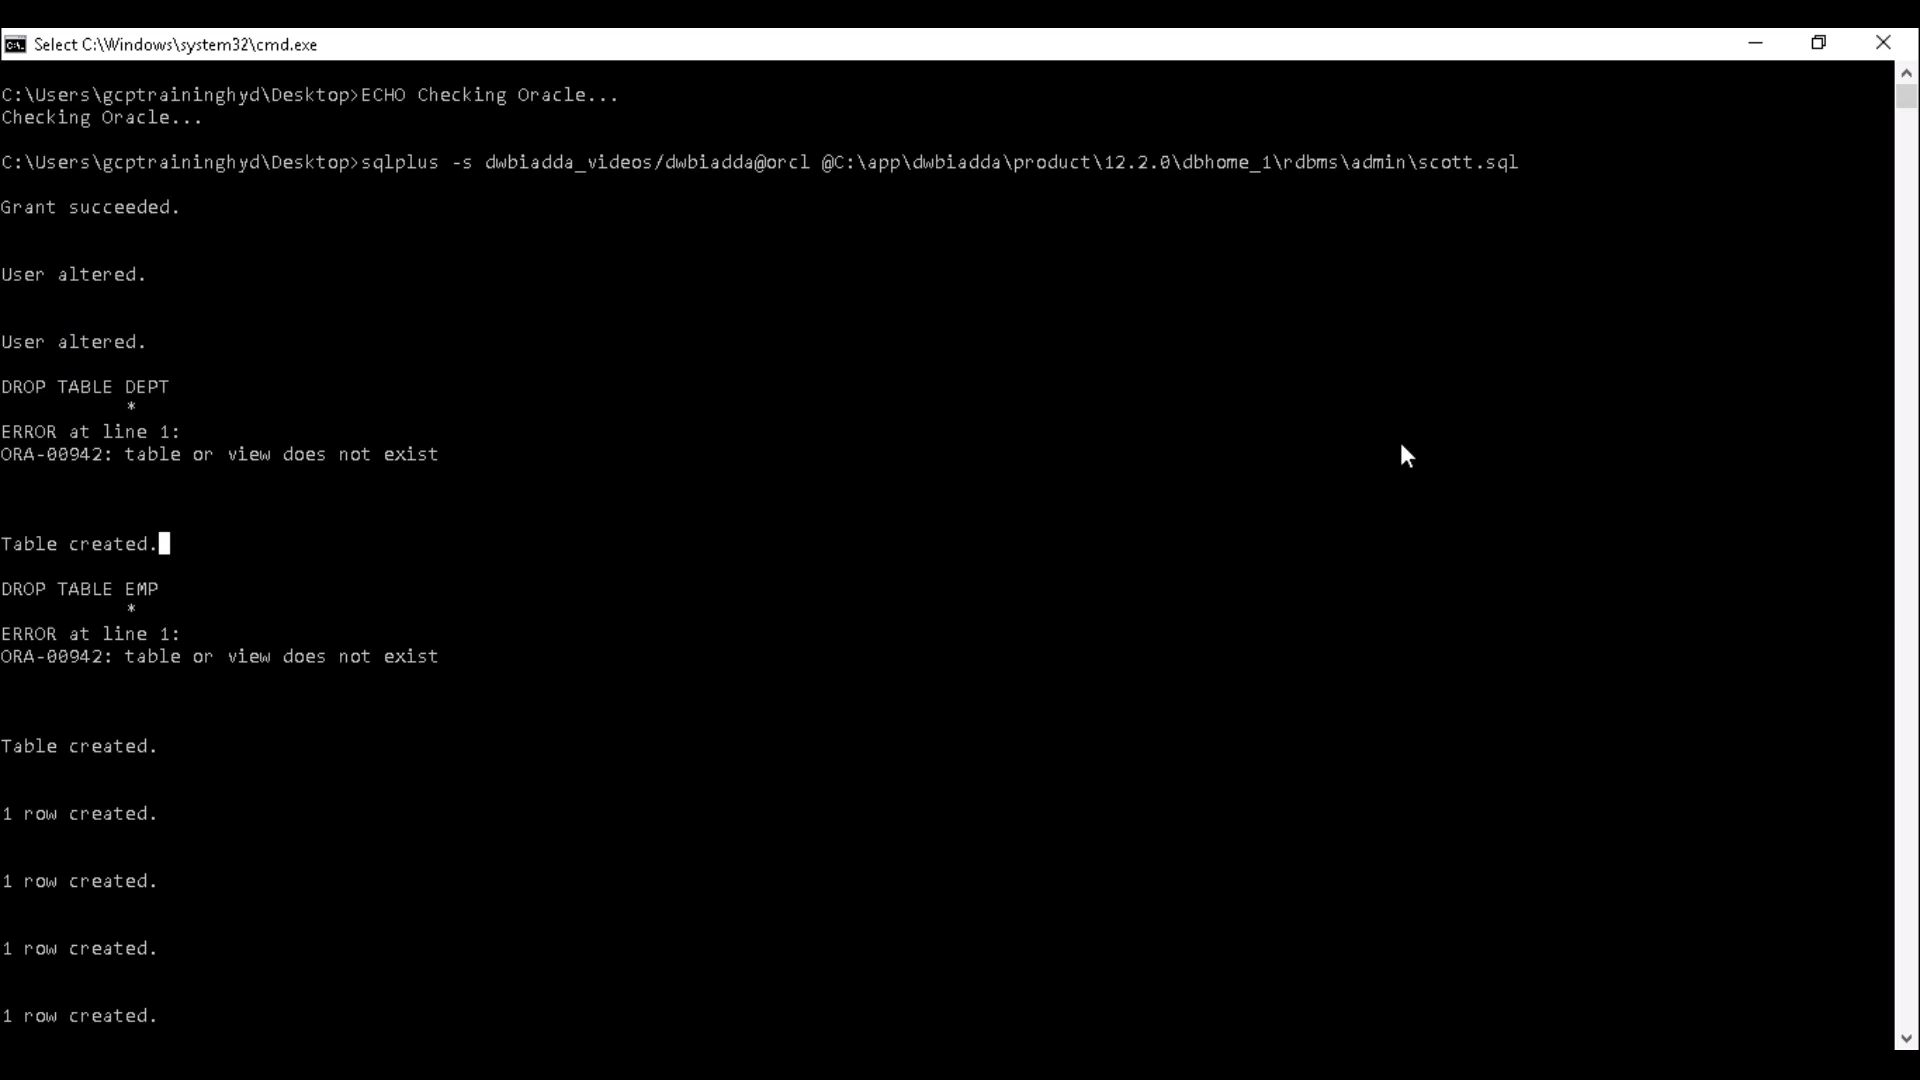 Select C:\Windows\system32\cmd.exe
C:\Users\gcptraininghyd\Desktop>ECHO Checking Oracle...
Checking Oracle...
C:\Users\gcptraininghyd\Desktop>sqlplus -s dwbiadda_videos/dwbiadda@orcl @C:\app\dwbiadda\product\12.2.0\dbhome_1\rdbms\admin\scott.sql
Grant succeeded.
User altered.
User altered.
DROP TABLE DEPT
*
ERROR at line 1:
ORA-00942: table or view does not exist
Table created.
DROP TABLE EMP
*
ERROR at line 1:
ORA-00942: table or view does not exist
Table created.
1 row created.
1 row created.
1 row created.
1 row created.